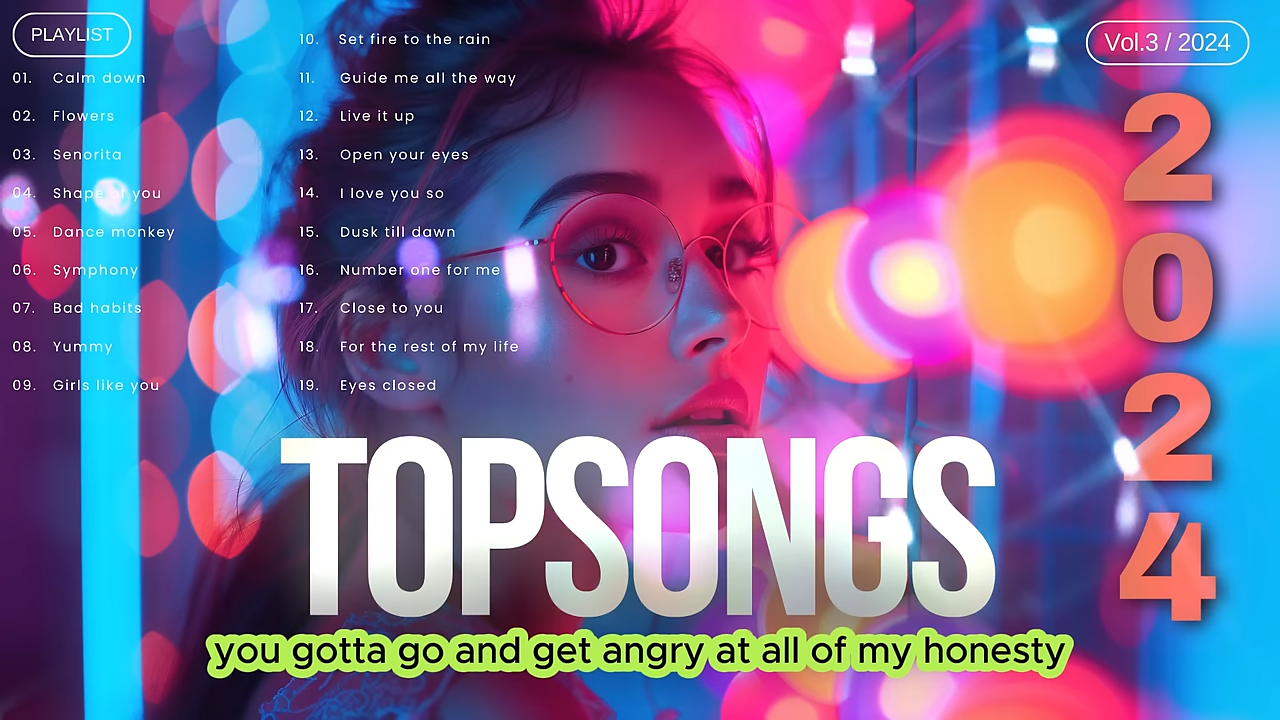 PLAYLIST
01. Calm down
02. Flowers
03. Senorita
04. Shape of you
05. Dance monkey
06. Symphony
07. Bad habits
08. Yummy
09. Girls like you
10. Set fire to the rain
11. Guide me all the way
12. Live it up
13. Open your eyes
14. I love you so
15. Dusk till dawn
16. Number one for me
17. Close to you
18. For the rest of my life
19. Eyes closed
Vol.3 / 2024
2024
TOPSONGS
you gotta go and get angry at all of my honesty